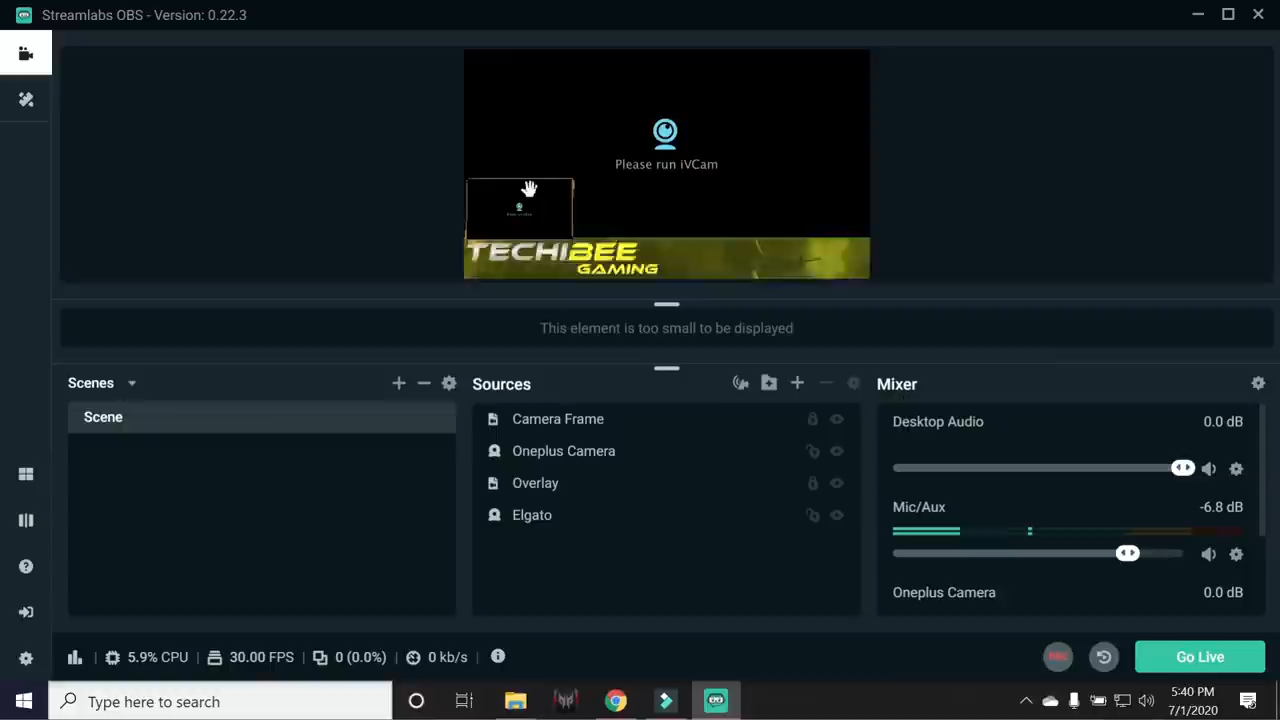 Streamlabs OBS - Version: 0.22.3
Please run iVCam
TECHIBEE
GAMING
This element is too small to be displayed
Scenes
Scene
Sources
Camera Frame
Oneplus Camera
Overlay
Elgato
Mixer
Desktop Audio 0.0 dB
Mic/Aux -6.8 dB
Oneplus Camera 0.0 dB
5.9% CPU
30.00 FPS
0 (0.0%)
0 kb/s
REC
Go Live
Type here to search
5:40 PM
7/1/2020